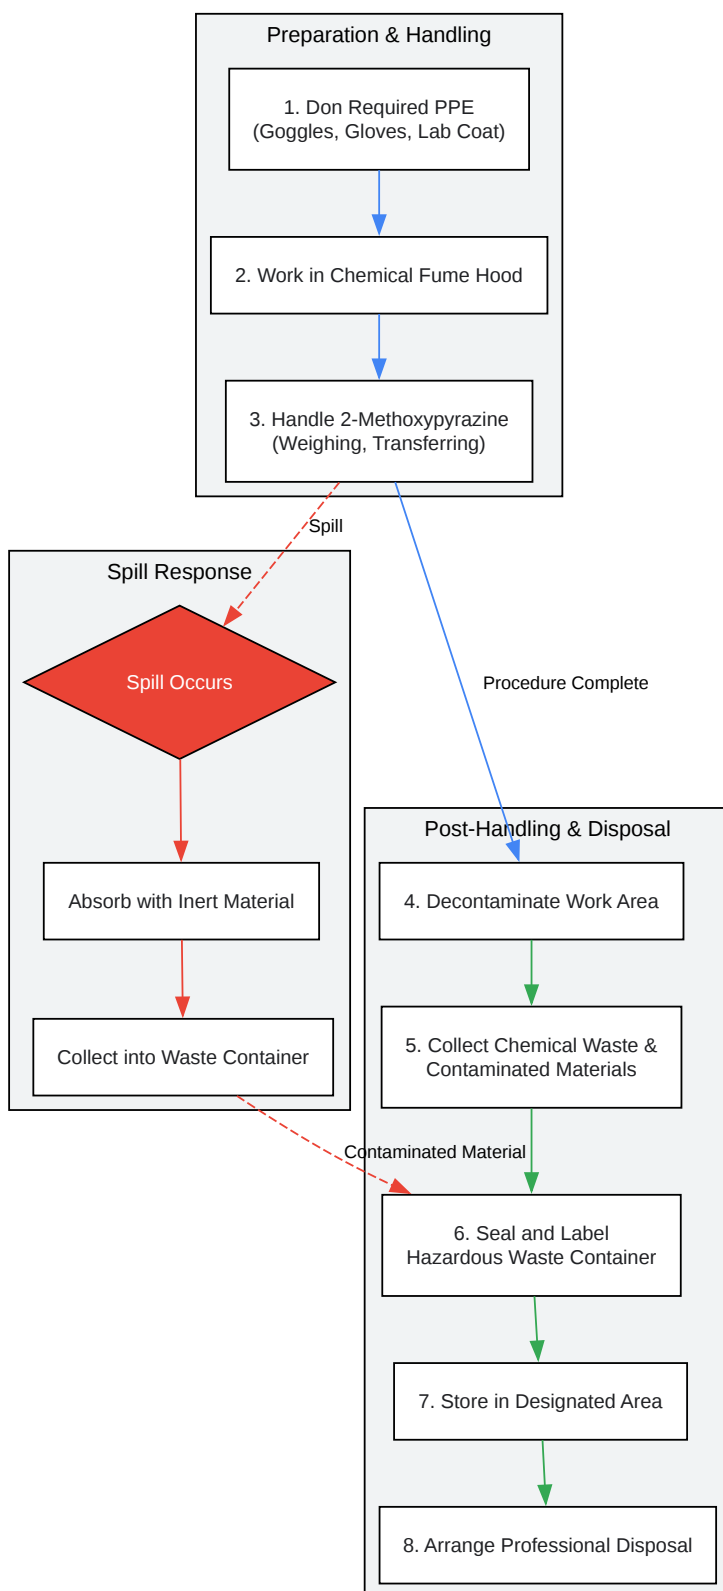 Preparation & Handling
1. Don Required PPE
(Goggles, Gloves, Lab Coat)
2. Work in Chemical Fume Hood
3. Handle 2-Methoxypyrazine
(Weighing, Transferring)
Spill
Spill Response
Spill Occurs
Absorb with Inert Material
Collect into Waste Container
Procedure Complete
Post-Handling & Disposal
4. Decontaminate Work Area
5. Collect Chemical Waste &
Contaminated Materials
Contaminated Material
6. Seal and Label
Hazardous Waste Container
7. Store in Designated Area
8. Arrange Professional Disposal